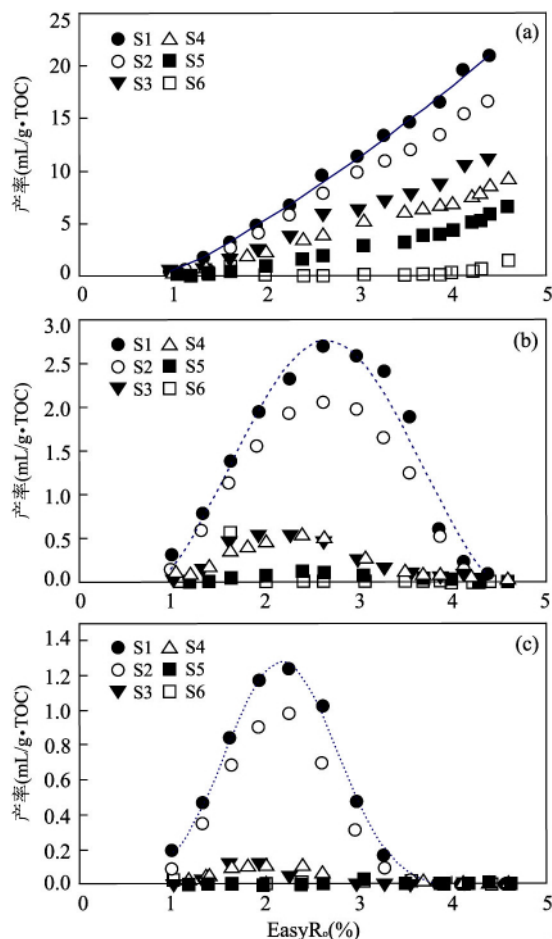 (a)
25
20
15
10
5
0
产率(mL/g•TOC)
S1 S4
S2 S5
S3 S6
0 1 2 3 4 5
(b)
3.0
2.5
2.0
1.5
1.0
0.5
0.0
产率(mL/g•TOC)
S1 S4
S2 S5
S3 S6
0 1 2 3 4 5
(c)
1.4
1.2
1.0
0.8
0.6
0.4
0.2
0.0
产率(mL/g•TOC)
S1 S4
S2 S5
S3 S6
0 1 2 3 4 5
EasyRₒ(%)